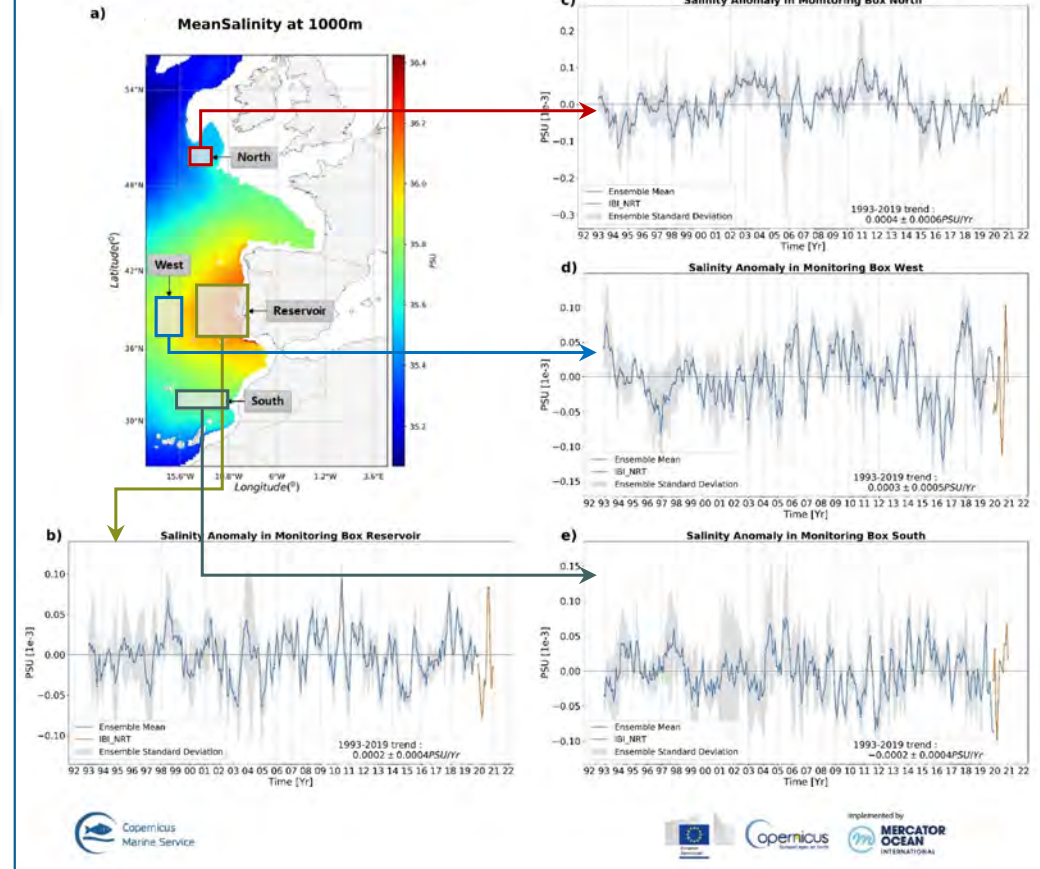 a)
MeanSalinity at 1000m
54°N
48°N
42°N
36°N
30°N
Latitude(⁰)
15.6°W 10.8°W 6°W 1.2°W 3.6°E
Longitude(⁰)
36.4
36.2
36.0
35.8
35.6
35.4
35.2
PSU
North
West
Reservoir
South
c)
Salinity Anomaly in Monitoring Box North
0.2
0.1
0.0
−0.1
−0.2
−0.3
PSU [1e-3]
Ensemble Mean
IBI_NRT
Ensemble Standard Deviation
1993-2019 trend :
0.0004 ± 0.0006PSU/Yr
92 93 94 95 96 97 98 99 00 01 02 03 04 05 06 07 08 09 10 11 12 13 14 15 16 17 18 19 20 21 22
Time [Yr]
d)
Salinity Anomaly in Monitoring Box West
0.10
0.05
0.00
−0.05
−0.10
−0.15
PSU [1e-3]
Ensemble Mean
IBI_NRT
Ensemble Standard Deviation
1993-2019 trend :
0.0003 ± 0.0005PSU/Yr
92 93 94 95 96 97 98 99 00 01 02 03 04 05 06 07 08 09 10 11 12 13 14 15 16 17 18 19 20 21 22
Time [Yr]
b)
Salinity Anomaly in Monitoring Box Reservoir
0.10
0.05
0.00
−0.05
−0.10
PSU [1e-3]
Ensemble Mean
IBI_NRT
Ensemble Standard Deviation
1993-2019 trend :
0.0002 ± 0.0004PSU/Yr
92 93 94 95 96 97 98 99 00 01 02 03 04 05 06 07 08 09 10 11 12 13 14 15 16 17 18 19 20 21 22
Time [Yr]
e)
Salinity Anomaly in Monitoring Box South
0.15
0.10
0.05
0.00
−0.05
−0.10
PSU [1e-3]
Ensemble Mean
IBI_NRT
Ensemble Standard Deviation
1993-2019 trend :
−0.0002 ± 0.0004PSU/Yr
92 93 94 95 96 97 98 99 00 01 02 03 04 05 06 07 08 09 10 11 12 13 14 15 16 17 18 19 20 21 22
Time [Yr]
Copernicus
Marine Service
European
Commission
Copernicus
Europe's eyes on Earth
Implemented by
MERCATOR
OCEAN
INTERNATIONAL